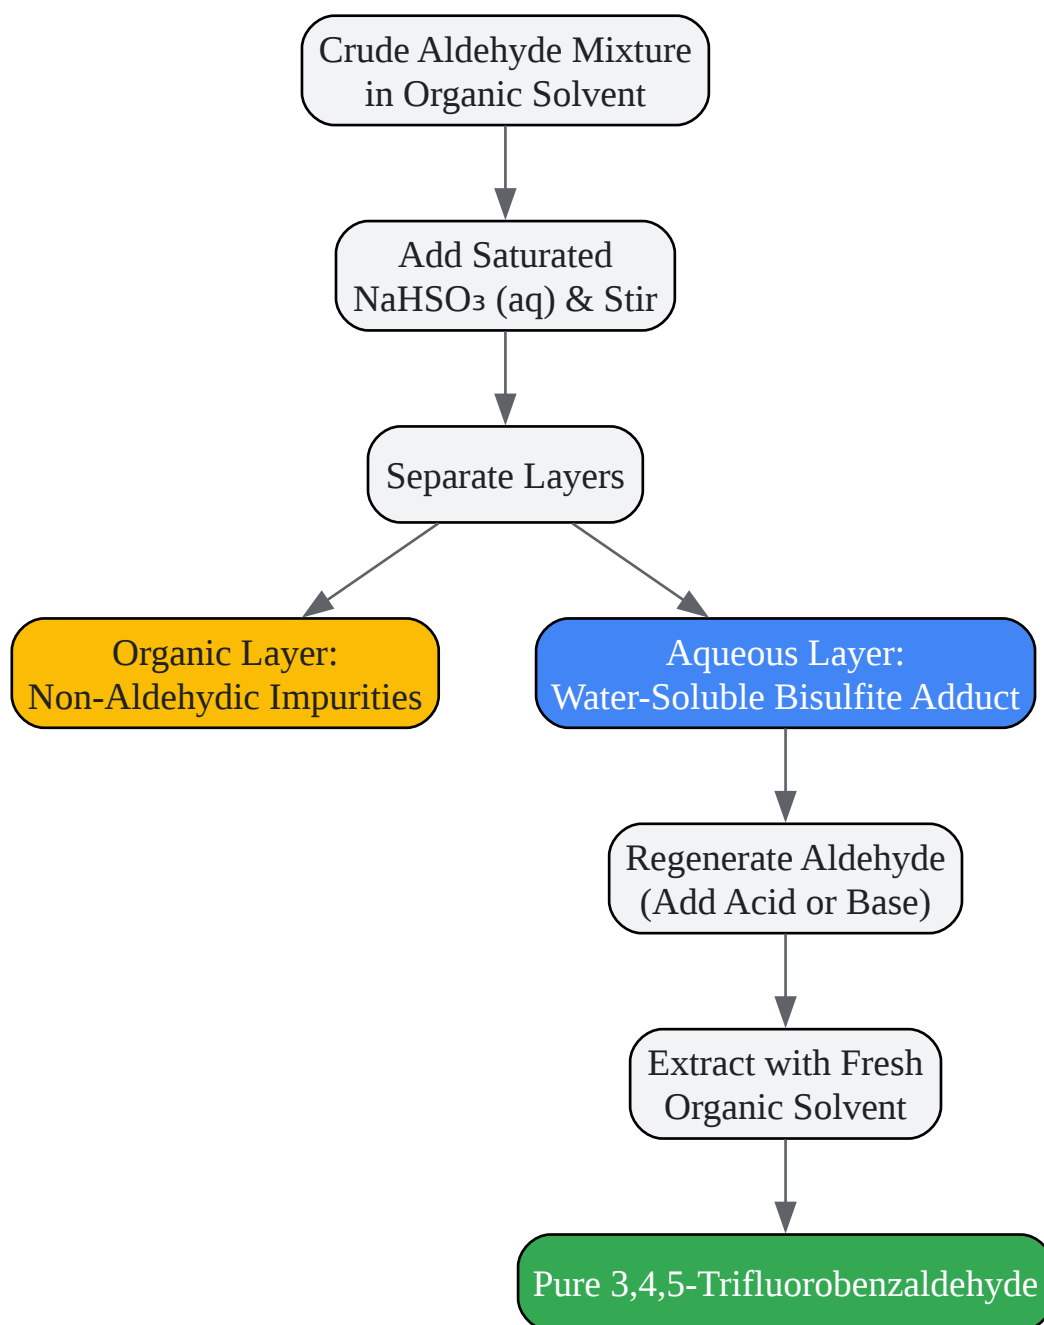 Crude Aldehyde Mixture
in Organic Solvent
Add Saturated
NaHSO₃ (aq) & Stir
Separate Layers
Organic Layer:
Non-Aldehydic Impurities
Aqueous Layer:
Water-Soluble Bisulfite Adduct
Regenerate Aldehyde
(Add Acid or Base)
Extract with Fresh
Organic Solvent
Pure 3,4,5-Trifluorobenzaldehyde